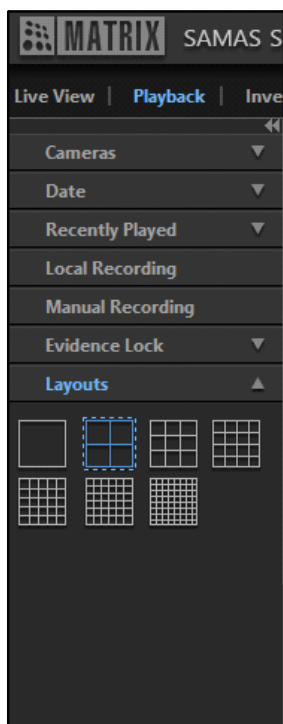 MATRIX SAMAS S
Live View | Playback | Inve
Cameras
Date
Recently Played
Local Recording
Manual Recording
Evidence Lock
Layouts